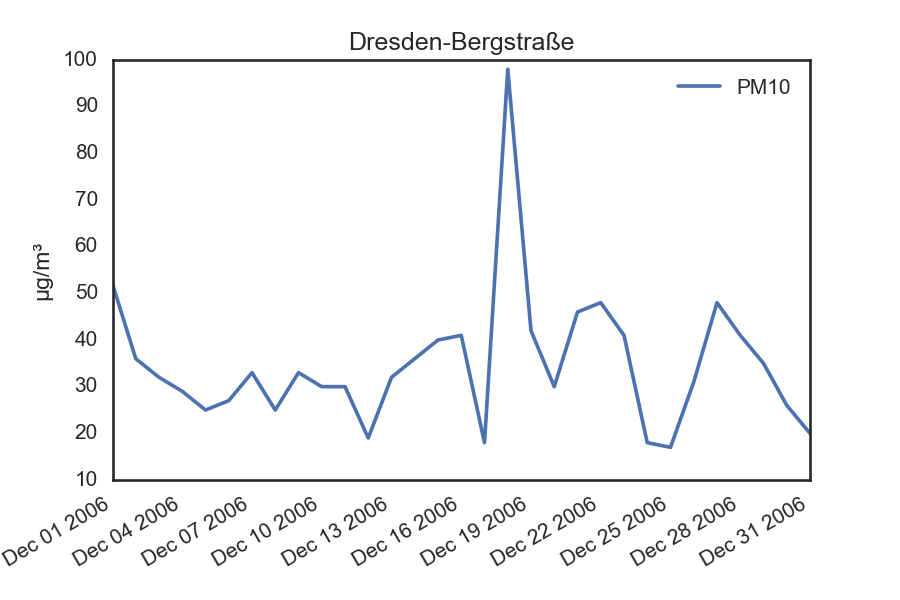 Dresden-Bergstraße
100
90
80
70
60
50
40
30
20
10
µg/m³
PM10
Dec 01 2006
Dec 04 2006
Dec 07 2006
Dec 10 2006
Dec 13 2006
Dec 16 2006
Dec 19 2006
Dec 22 2006
Dec 25 2006
Dec 28 2006
Dec 31 2006